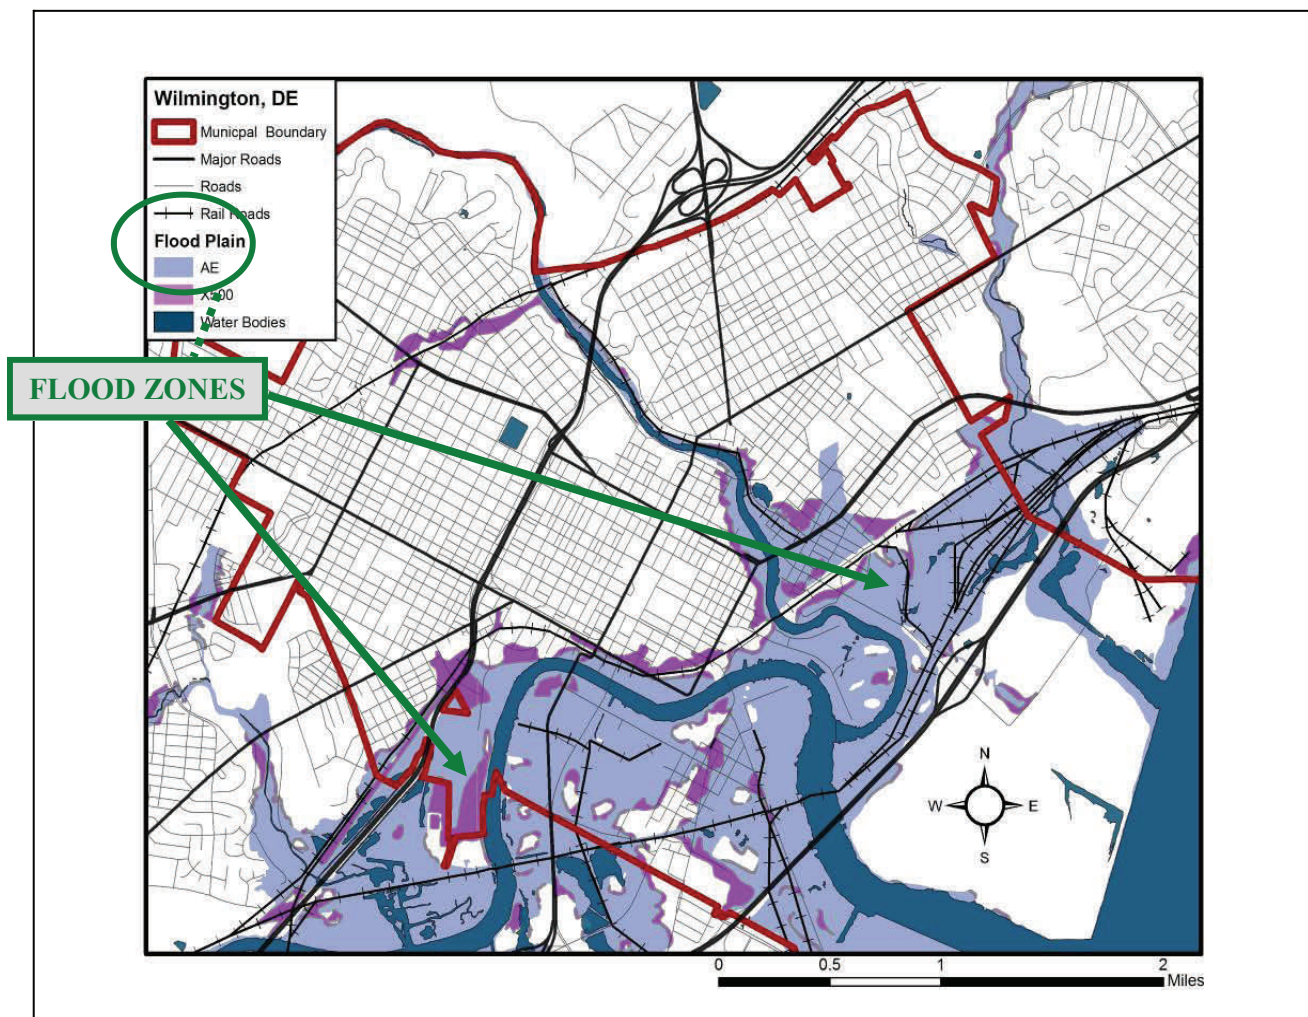 Wilmington, DE
Municpal Boundary
Major Roads
Roads
Rail Roads
Flood Plain
AE
X500
Water Bodies
FLOOD ZONES
N
W E
S
0 0.5 1 2
Miles